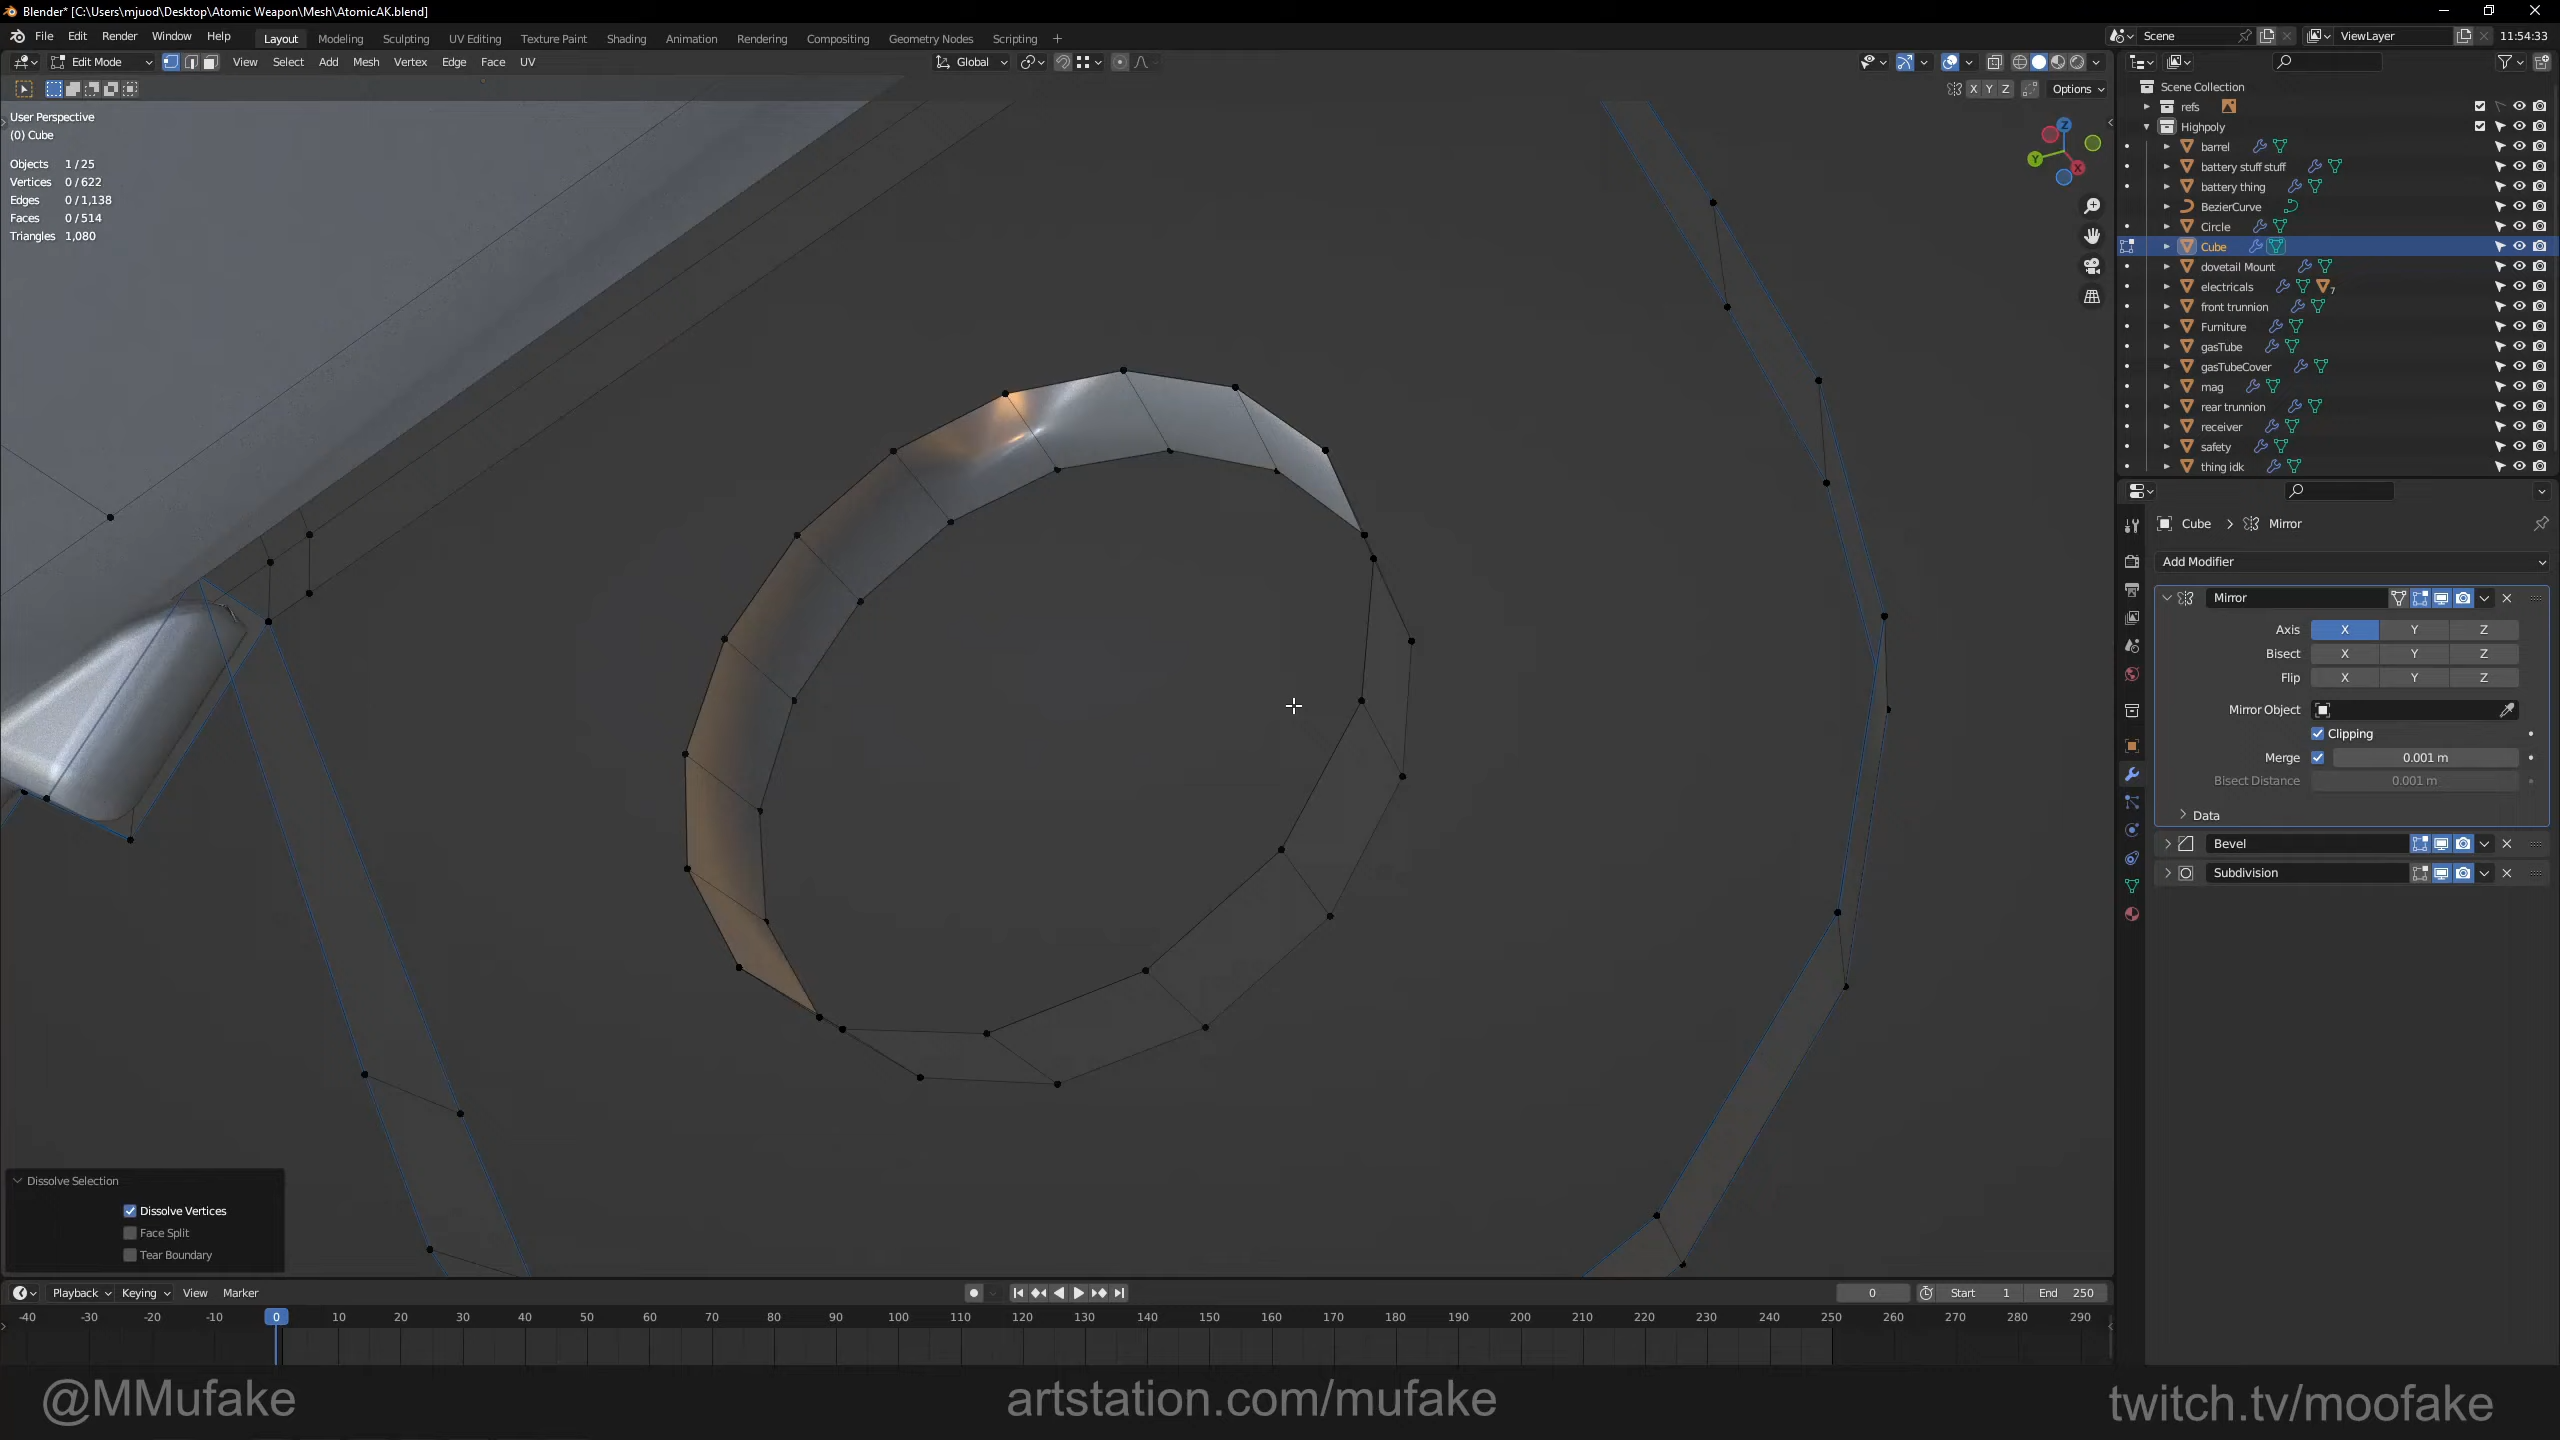 Blender* [C:\Users\mjuod\Desktop\Atomic Weapon\Mesh\AtomicAK.blend]
File Edit Render Window Help Layout Modeling Sculpting UV Editing Texture Paint Shading Animation Rendering Compositing Geometry Nodes Scripting + Scene ViewLayer 11:54:33
Edit Mode View Select Add Mesh Vertex Edge Face UV Global
X Y Z Options
User Perspective
(0) Cube
Objects 1 / 25
Vertices 0 / 622
Edges 0 / 1,138
Faces 0 / 514
Triangles 1,080
Z
Y
X
Scene Collection
refs
Highpoly
barrel
battery stuff stuff
battery thing
BezierCurve
Circle
Cube
dovetail Mount
electricals 7
front trunnion
Furniture
gasTube
gasTubeCover
mag
rear trunnion
receiver
safety
thing idk
Cube > Mirror
Add Modifier
Mirror
Axis X Y Z
Bisect X Y Z
Flip X Y Z
Mirror Object
Clipping
Merge 0.001 m
Bisect Distance 0.001 m
Data
Bevel
Subdivision
Dissolve Selection
Dissolve Vertices
Face Split
Tear Boundary
Playback Keying View Marker 0 Start 1 End 250
-40 -30 -20 -10 0 10 20 30 40 50 60 70 80 90 100 110 120 130 140 150 160 170 180 190 200 210 220 230 240 250 260 270 280 290
@MMufake artstation.com/mufake twitch.tv/moofake